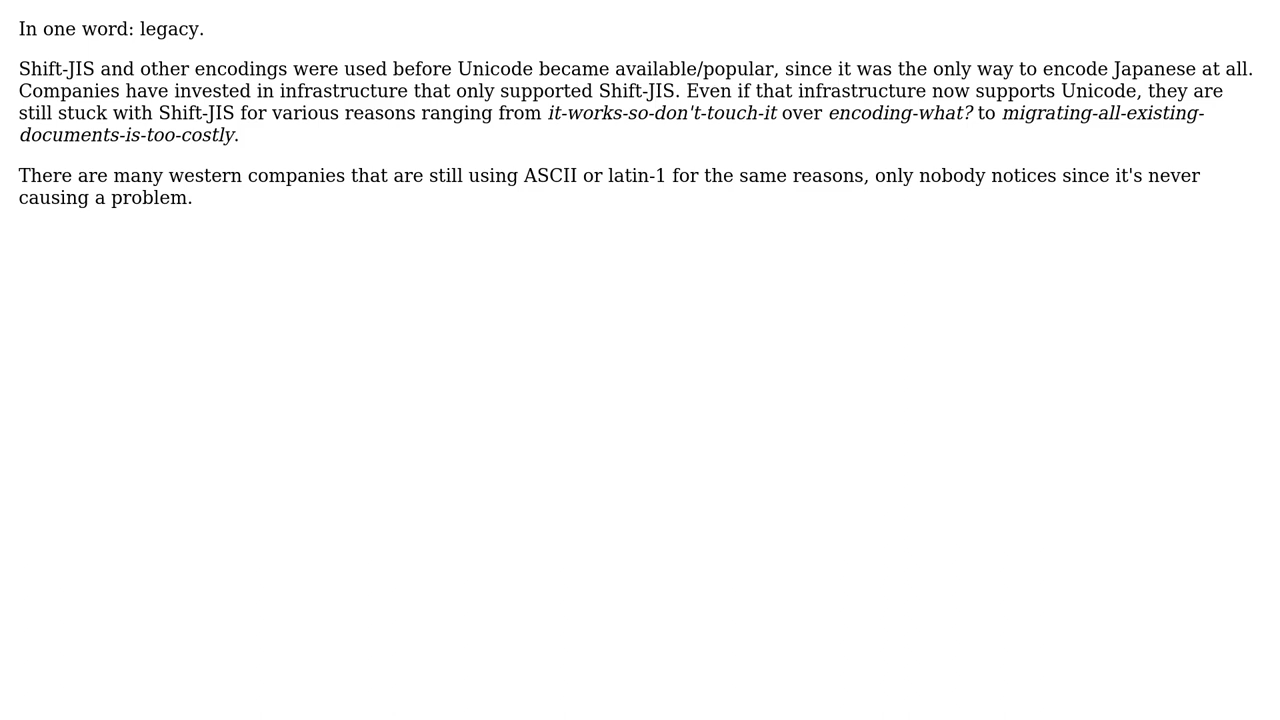 In one word: legacy.
Shift-JIS and other encodings were used before Unicode became available/popular, since it was the only way to encode Japanese at all.
Companies have invested in infrastructure that only supported Shift-JIS. Even if that infrastructure now supports Unicode, they are
still stuck with Shift-JIS for various reasons ranging from it-works-so-don't-touch-it over encoding-what? to migrating-all-existing-
documents-is-too-costly.
There are many western companies that are still using ASCII or latin-1 for the same reasons, only nobody notices since it's never
causing a problem.